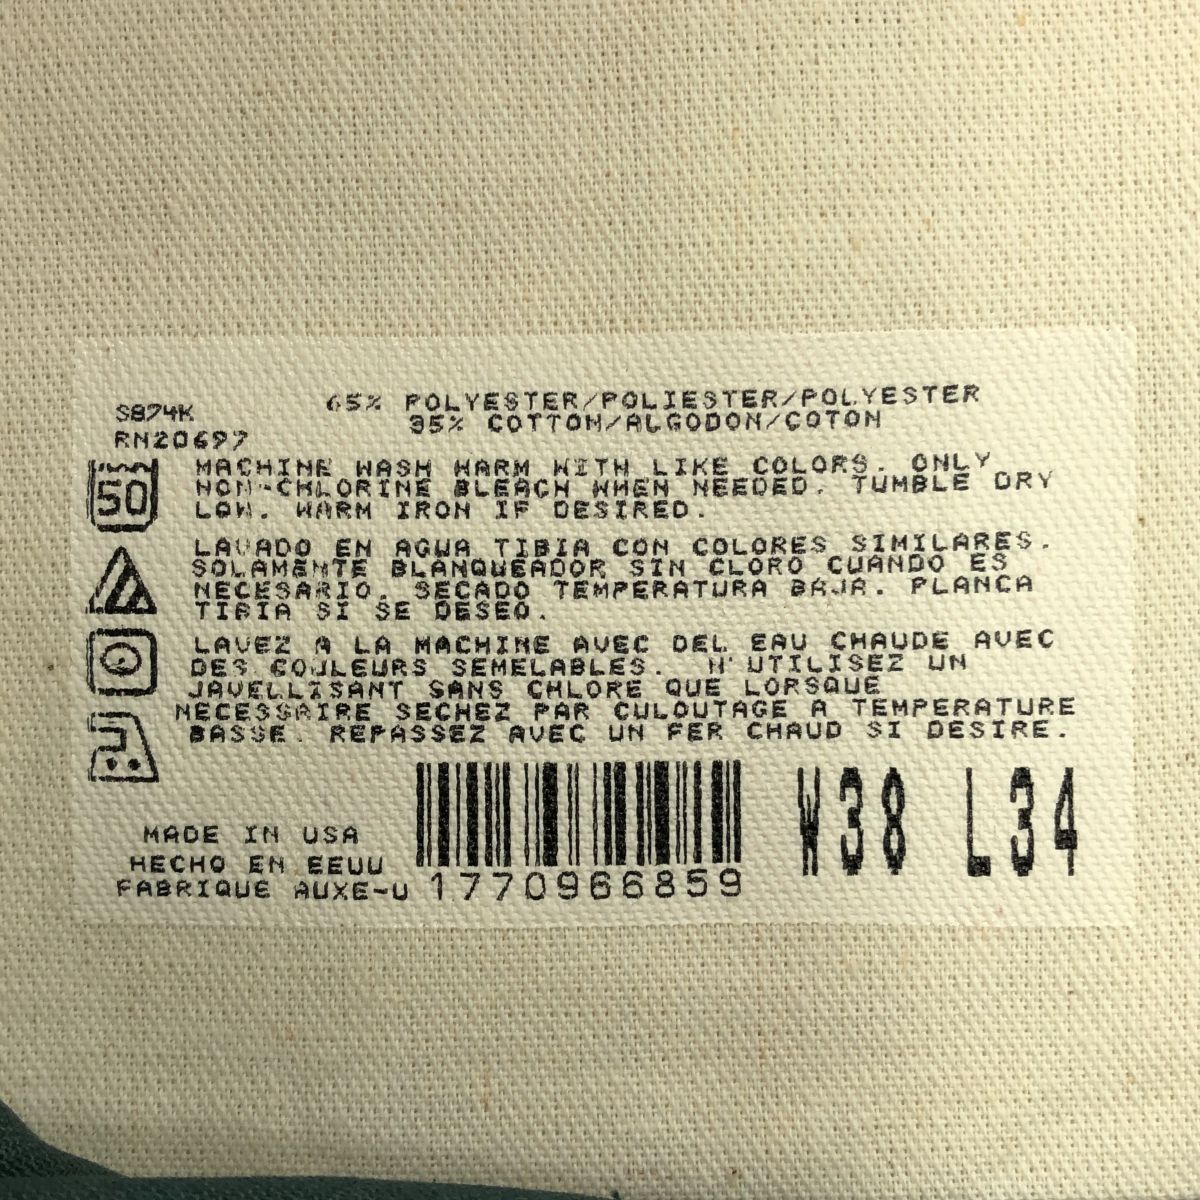 S874K
RN20697
65% POLYESTER/POLIESTER/POLYESTER
35% COTTON/ALGODON/COTON
MACHINE WASH WARM WITH LIKE COLORS. ONLY
NON-CHLORINE BLEACH WHEN NEEDED. TUMBLE DRY
LOW. WARM IRON IF DESIRED.
50
LAVADO EN AGUA TIBIA CON COLORES SIMILARES.
SOLAMENTE BLANQUEADOR SIN CLORO CUANDO ES
NECESARIO. SECADO TEMPERATURA BAJA. PLANCA
TIBIA SI SE DESEO.
LAVEZ A LA MACHINE AVEC DEL EAU CHAUDE AVEC
DES COULEURS SEMELABLES. N'UTILISEZ UN
JAVELLISANT SANS CHLORE QUE LORSQUE
NECESSAIRE SECHEZ PAR CULOUTAGE A TEMPERATURE
BASSE. REPASSEZ AVEC UN FER CHAUD SI DESIRE.
MADE IN USA
HECHO EN EEUU
FABRIQUE AUXE-U
1770966859
W38 L34